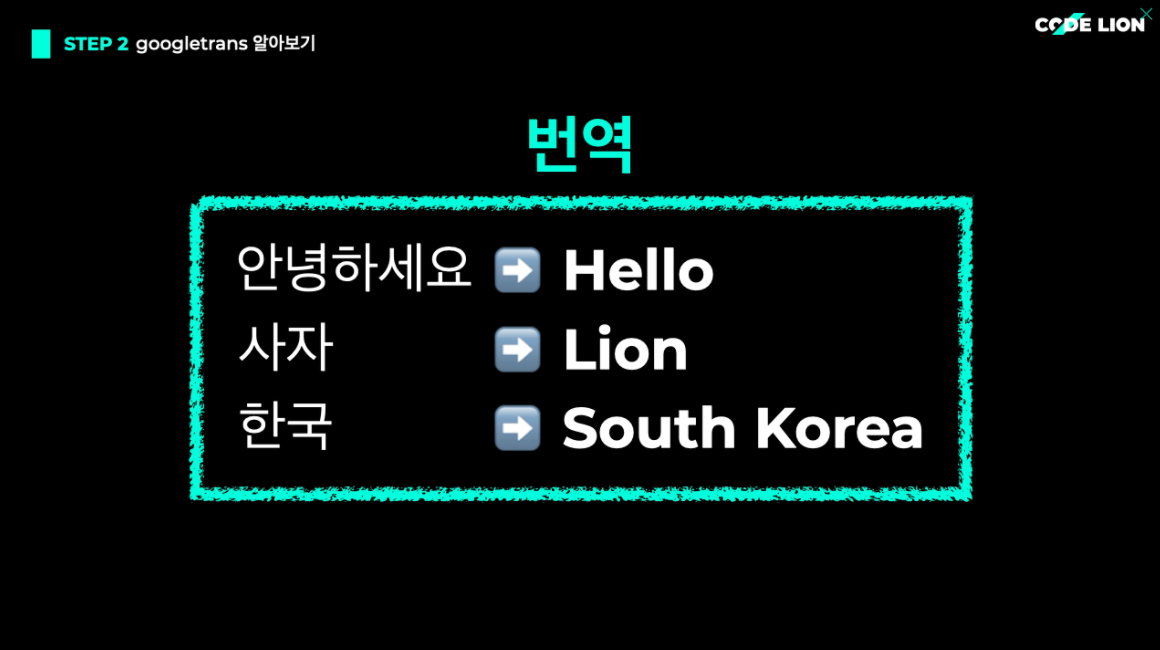 STEP 2 googletrans 알아보기
CODE LION
번역
안녕하세요 ➡ Hello
사자 ➡ Lion
한국 ➡ South Korea